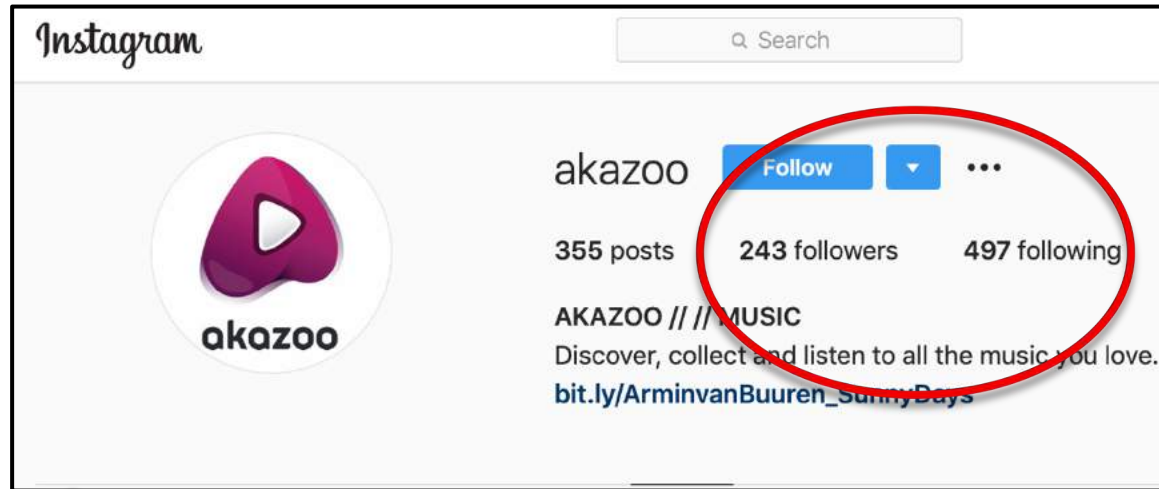 Instagram
Search
akazoo
akazoo Follow
355 posts 243 followers 497 following
AKAZOO // // MUSIC
Discover, collect and listen to all the music you love.
bit.ly/ArminvanBuuren_SunnyDays